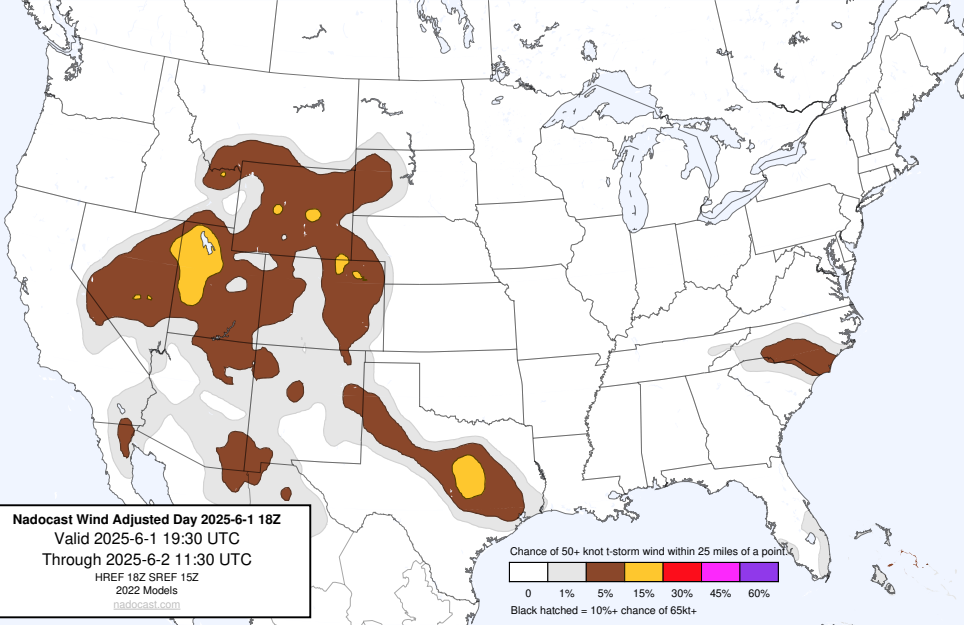 Nadocast Wind Adjusted Day 2025-6-1 18Z
Valid 2025-6-1 19:30 UTC
Through 2025-6-2 11:30 UTC
HREF 18Z SREF 15Z
2022 Models
nadocast.com
Chance of 50+ knot t-storm wind within 25 miles of a point.
0 1% 5% 15% 30% 45% 60%
Black hatched = 10%+ chance of 65kt+